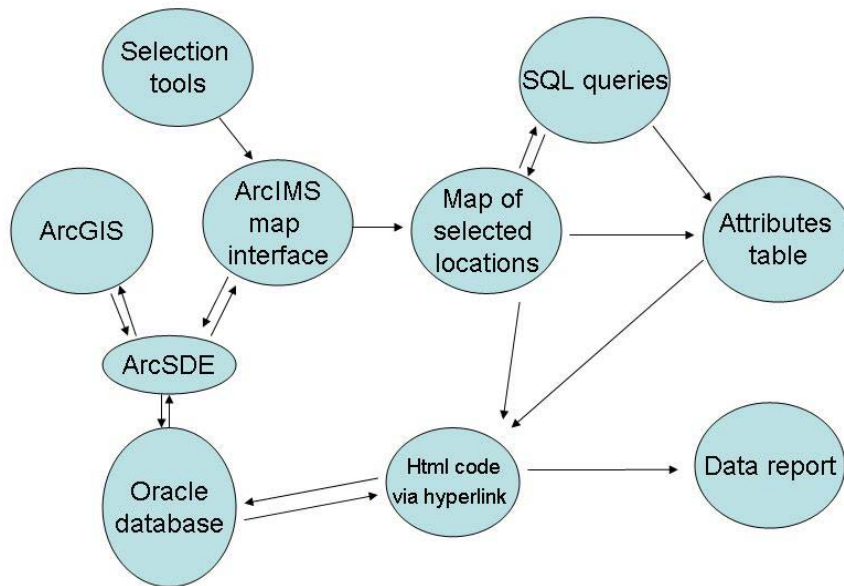 Selection
tools
SQL queries
ArcGIS
ArcIMS
map
interface
Map of
selected
locations
Attributes
table
ArcSDE
Oracle
database
Html code
via hyperlink
Data report